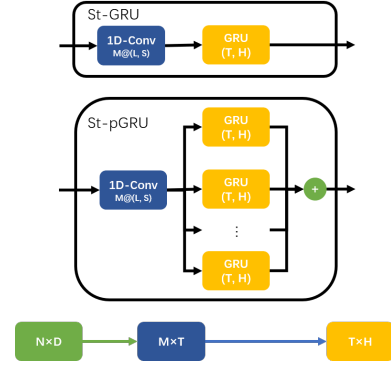 St-GRU
1D-Conv
M@(L, S)
GRU
(T, H)
St-pGRU
GRU
(T, H)
1D-Conv
M@(L, S)
GRU
(T, H)
+
⋮
GRU
(T, H)
N×D
M×T
T×H